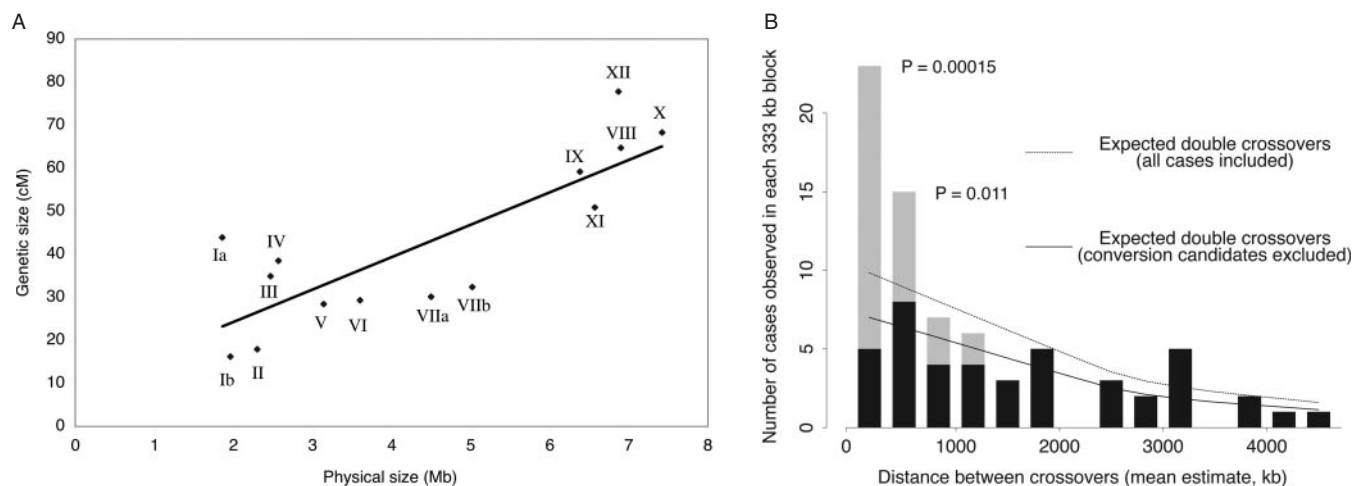 A
Genetic size (cM)
90
80
70
60
50
40
30
20
10
0
XII
X
VIII
IX
XI
Ia
IV
III
V
VI
VIIa
VIIb
Ib
II
0 1 2 3 4 5 6 7 8
Physical size (Mb)
B
Number of cases observed in each 333 kb block
20
15
10
5
0
P = 0.00015
P = 0.011
Expected double crossovers
(all cases included)
Expected double crossovers
(conversion candidates excluded)
0 1000 2000 3000 4000
Distance between crossovers (mean estimate, kb)